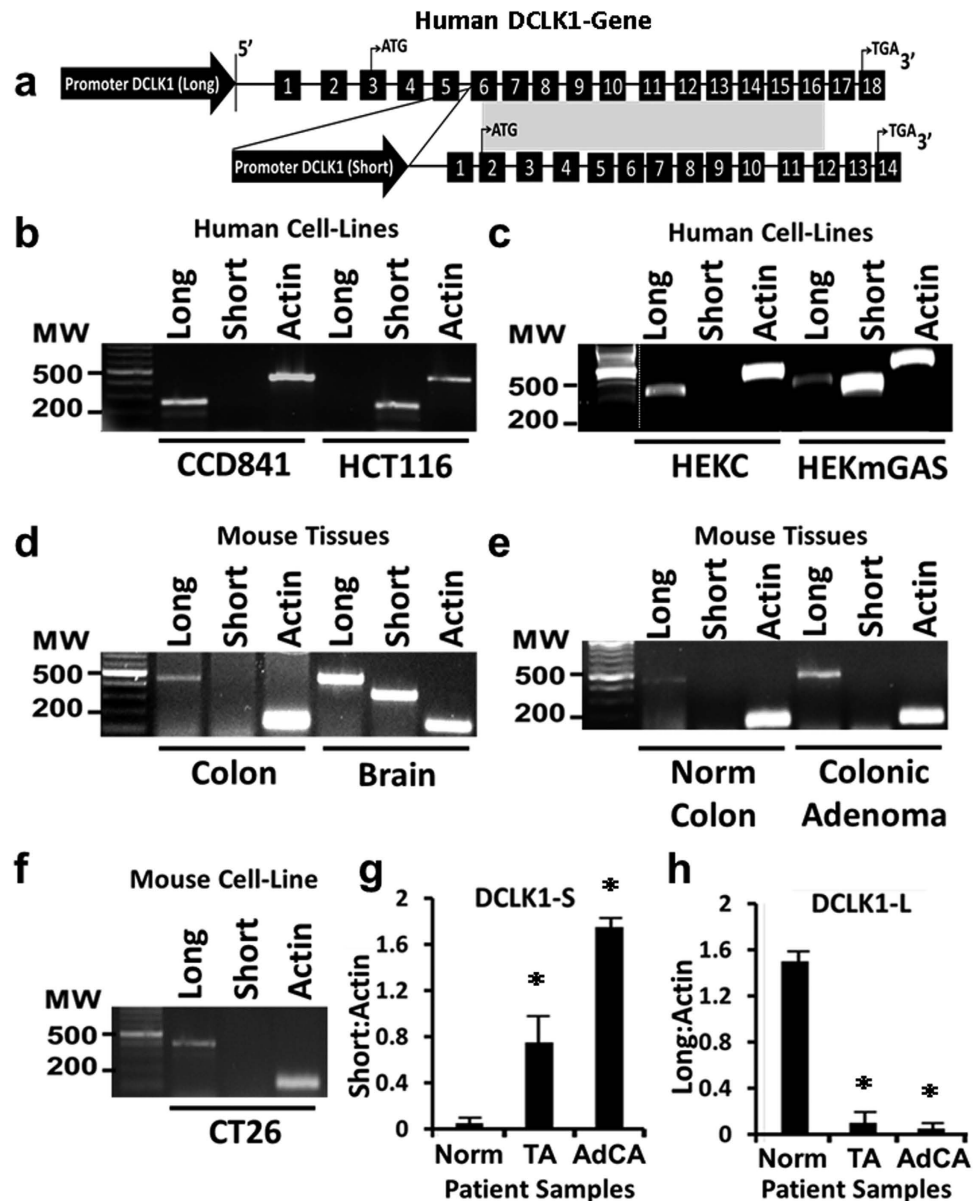 Human DCLK1-Gene
a
Promoter DCLK1 (Long)
5’
ATG
TGA
3’
1 2 3 4 5 6 7 8 9 10 11 12 13 14 15 16 17 18
Promoter DCLK1 (Short)
ATG
TGA
3’
1 2 3 4 5 6 7 8 9 10 11 12 13 14
b
Human Cell-Lines
MW
Long Short Actin Long Short Actin
500
200
CCD841 HCT116
c
Human Cell-Lines
MW
Long Short Actin Long Short Actin
500
200
HEKC HEKmGAS
d
Mouse Tissues
MW
Long Short Actin Long Short Actin
500
200
Colon Brain
e
Mouse Tissues
MW
Long Short Actin Long Short Actin
500
200
Norm Colon
Colonic Adenoma
f
Mouse Cell-Line
MW
Long Short Actin
500
200
CT26
g
DCLK1-S
Short:Actin
2
1.6
1.2
0.8
0.4
0
*
*
Norm TA AdCA
Patient Samples
h
DCLK1-L
Long:Actin
2
1.6
1.2
0.8
0.4
0
*
*
Norm TA AdCA
Patient Samples